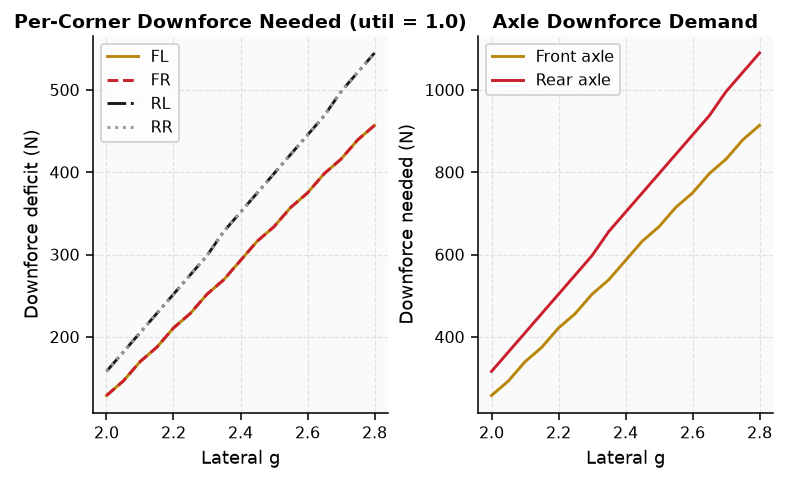 Per-Corner Downforce Needed (util = 1.0)
FL
FR
RL
RR
500
400
300
200
2.0 2.2 2.4 2.6 2.8
Lateral g
Downforce deficit (N)
Axle Downforce Demand
Front axle
Rear axle
1000
800
600
400
2.0 2.2 2.4 2.6 2.8
Lateral g
Downforce needed (N)